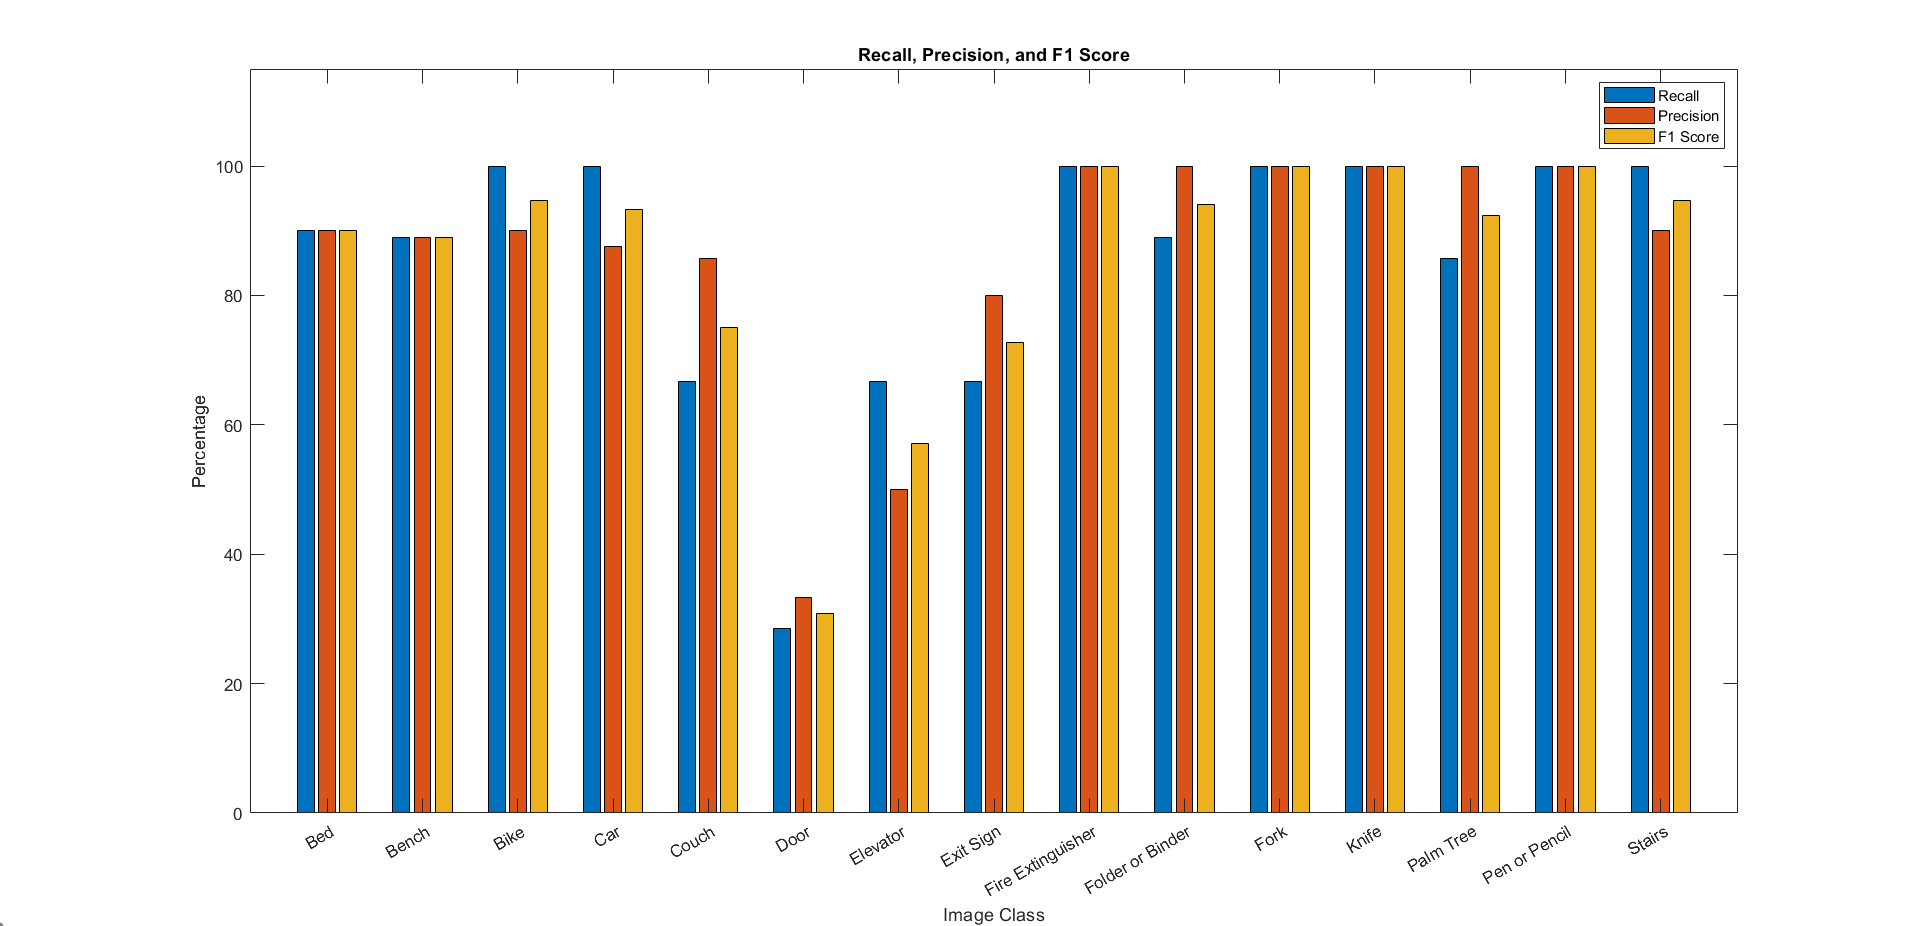 Recall, Precision, and F1 Score
Recall
Precision
F1 Score
100
80
60
40
20
0
Percentage
Bed
Bench
Bike
Car
Couch
Door
Elevator
Exit Sign
Fire Extinguisher
Folder or Binder
Fork
Knife
Palm Tree
Pen or Pencil
Stairs
Image Class